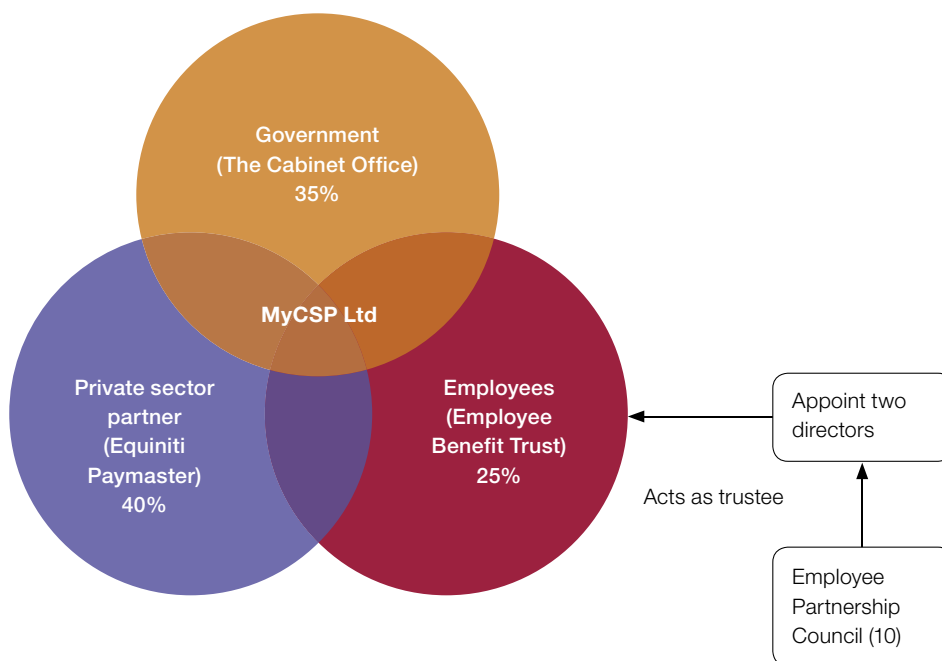 Government
(The Cabinet Office)
35%
MyCSP Ltd
Private sector
partner
(Equiniti
Paymaster)
40%
Employees
(Employee
Benefit Trust)
25%
Appoint two
directors
Acts as trustee
Employee
Partnership
Council (10)